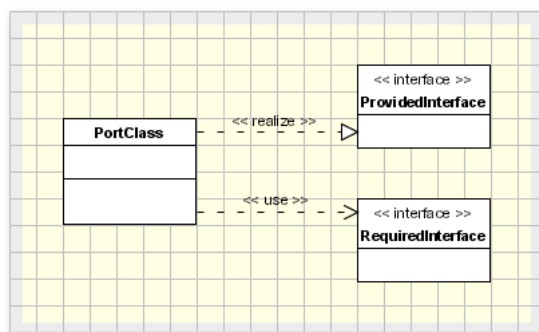 << interface >>
ProvidedInterface
PortClass
<< realize >>
<< use >>
<< interface >>
RequiredInterface